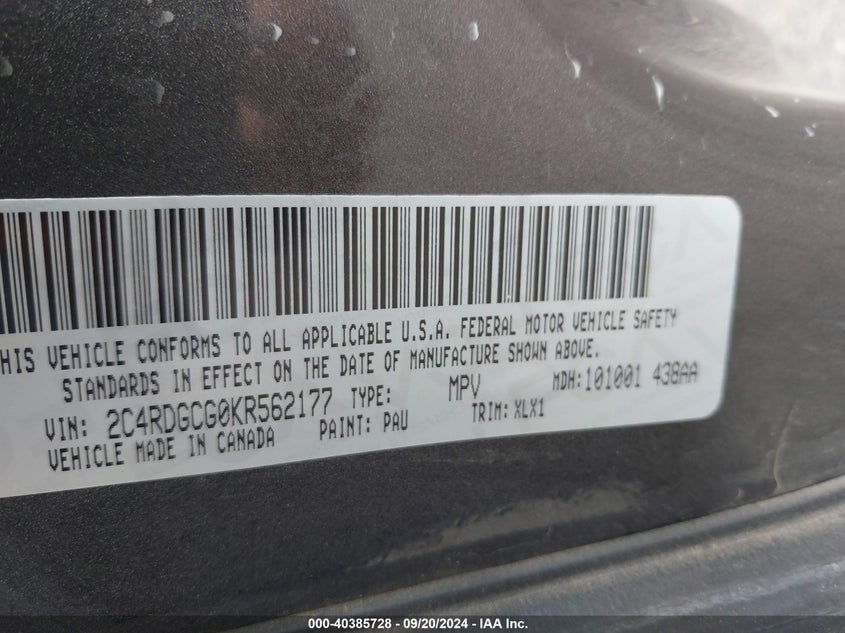 THIS VEHICLE CONFORMS TO ALL APPLICABLE U.S.A. FEDERAL MOTOR VEHICLE SAFETY
STANDARDS IN EFFECT ON THE DATE OF MANUFACTURE SHOWN ABOVE.
VIN: 2C4RDGCG0KR562177 TYPE: MPV MDH:101001 438AA
VEHICLE MADE IN CANADA PAINT: PAU TRIM:XLX1
000-40385728 - 09/20/2024 - IAA Inc.